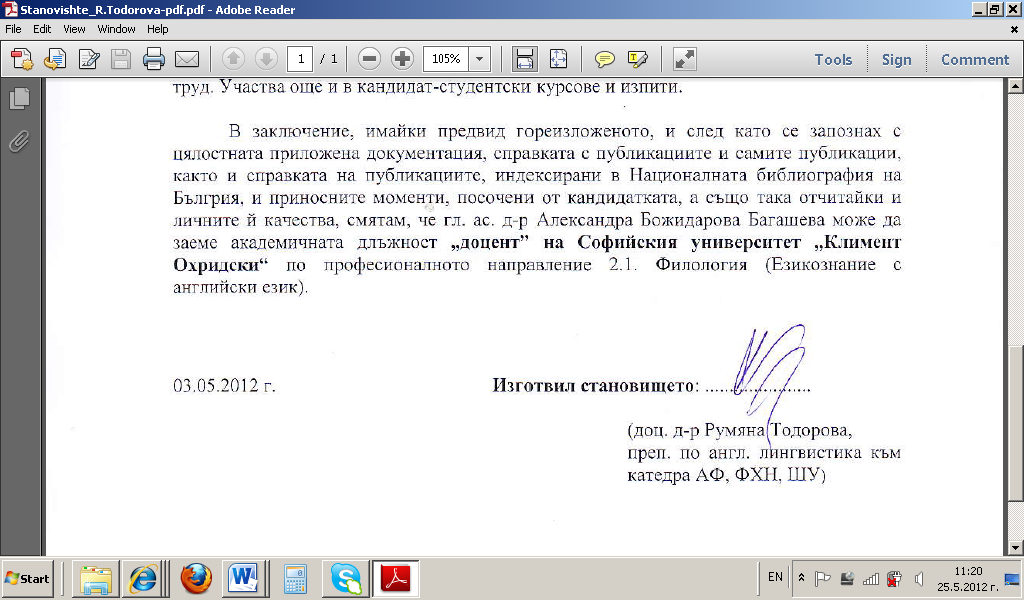 Stanovishte_R.Todorova-pdf.pdf - Adobe Reader
File Edit View Window Help
1 / 1 105% Tools Sign Comment
труд. Участва още и в кандидат-студентски курсове и изпити.
В заключение, имайки предвид гореизложеното, и след като се запознах с
цялостната приложена документация, справката с публикациите и самите публикации,
както и справката на публикациите, индексирани в Националната библиография на
Бълг­рия, и приносните моменти, посочени от кандидатката, а също така отчитайки и
личните й качества, смятам, че гл. ас. д-р Александра Божидарова Багашева може да
заеме академичната длъжност „доцент” на Софийския университет „Климент
Охридски“ по професионалното направление 2.1. Филология (Езикознание с
английски език).
03.05.2012 г. Изготвил становището: ......................
(доц. д-р Румяна Тодорова,
преп. по англ. лингвистика към
катедра АФ, ФХН, ШУ)
Start EN 11:20
25.5.2012 г.